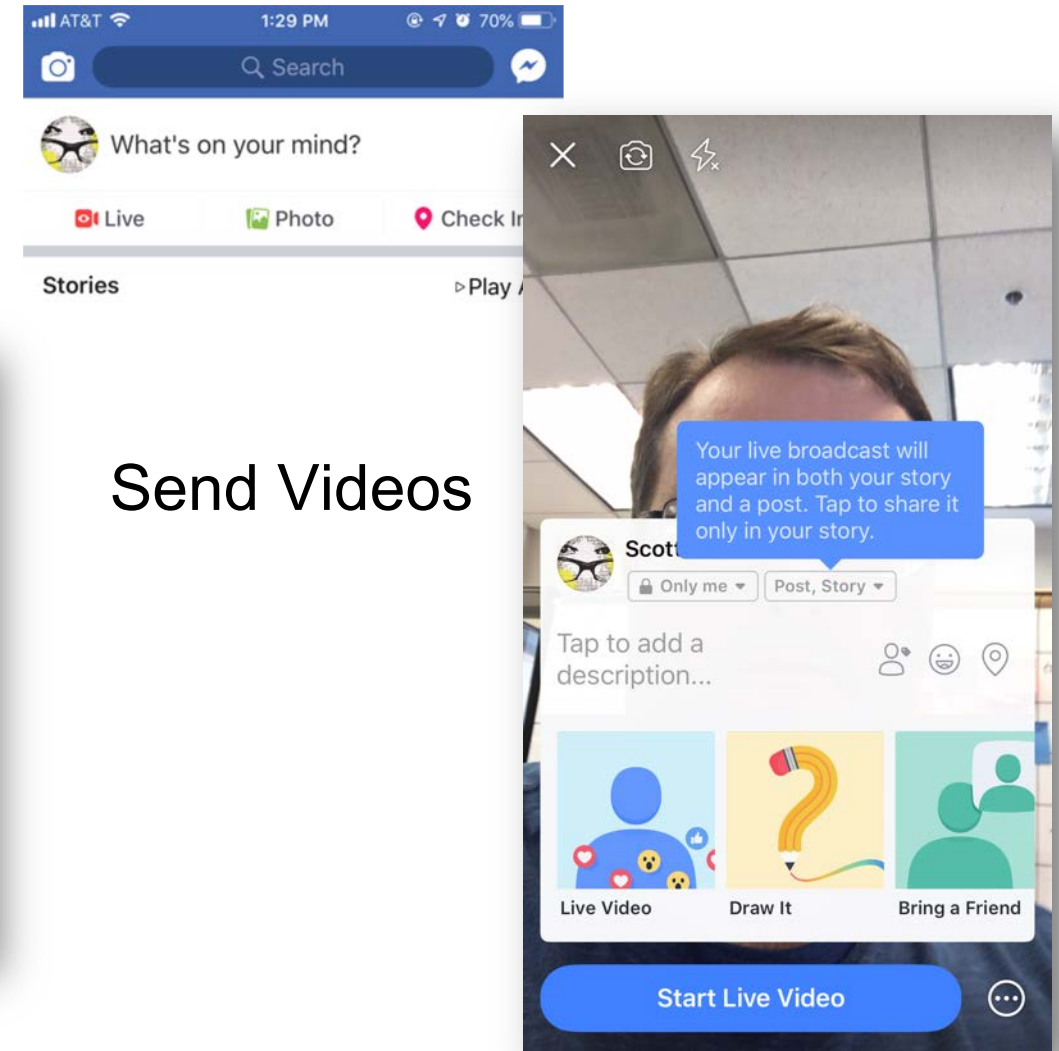 AT&T 1:29 PM 70%
Search
What's on your mind?
Live Photo Check In
Stories Play
Send Videos
Your live broadcast will
appear in both your story
and a post. Tap to share it
only in your story.
Scott
Only me Post, Story
Tap to add a
description...
Live Video Draw It Bring a Friend
Start Live Video